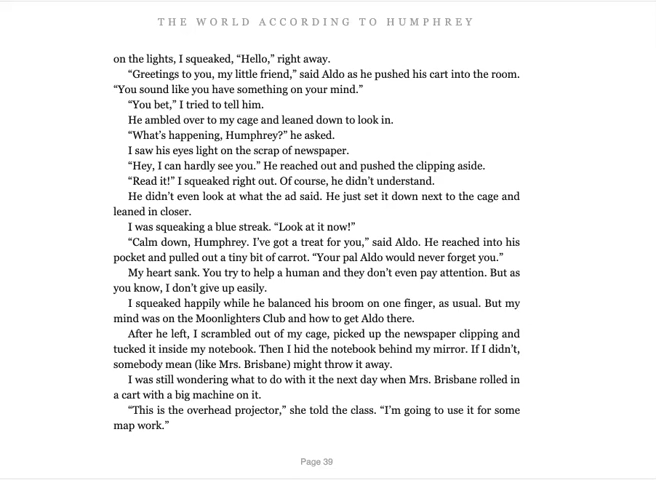 THE WORLD ACCORDING TO HUMPHREY
on the lights, I squeaked, “Hello,” right away.
“Greetings to you, my little friend,” said Aldo as he pushed his cart into the room.
“You sound like you have something on your mind.”
“You bet,” I tried to tell him.
He ambled over to my cage and leaned down to look in.
“What’s happening, Humphrey?” he asked.
I saw his eyes light on the scrap of newspaper.
“Hey, I can hardly see you.” He reached out and pushed the clipping aside.
“Read it!” I squeaked right out. Of course, he didn’t understand.
He didn’t even look at what the ad said. He just set it down next to the cage and
leaned in closer.
I was squeaking a blue streak. “Look at it now!”
“Calm down, Humphrey. I’ve got a treat for you,” said Aldo. He reached into his
pocket and pulled out a tiny bit of carrot. “Your pal Aldo would never forget you.”
My heart sank. You try to help a human and they don’t even pay attention. But as
you know, I don’t give up easily.
I squeaked happily while he balanced his broom on one finger, as usual. But my
mind was on the Moonlighters Club and how to get Aldo there.
After he left, I scrambled out of my cage, picked up the newspaper clipping and
tucked it inside my notebook. Then I hid the notebook behind my mirror. If I didn’t,
somebody mean (like Mrs. Brisbane) might throw it away.
I was still wondering what to do with it the next day when Mrs. Brisbane rolled in
a cart with a big machine on it.
“This is the overhead projector,” she told the class. “I’m going to use it for some
map work.”
Page 39